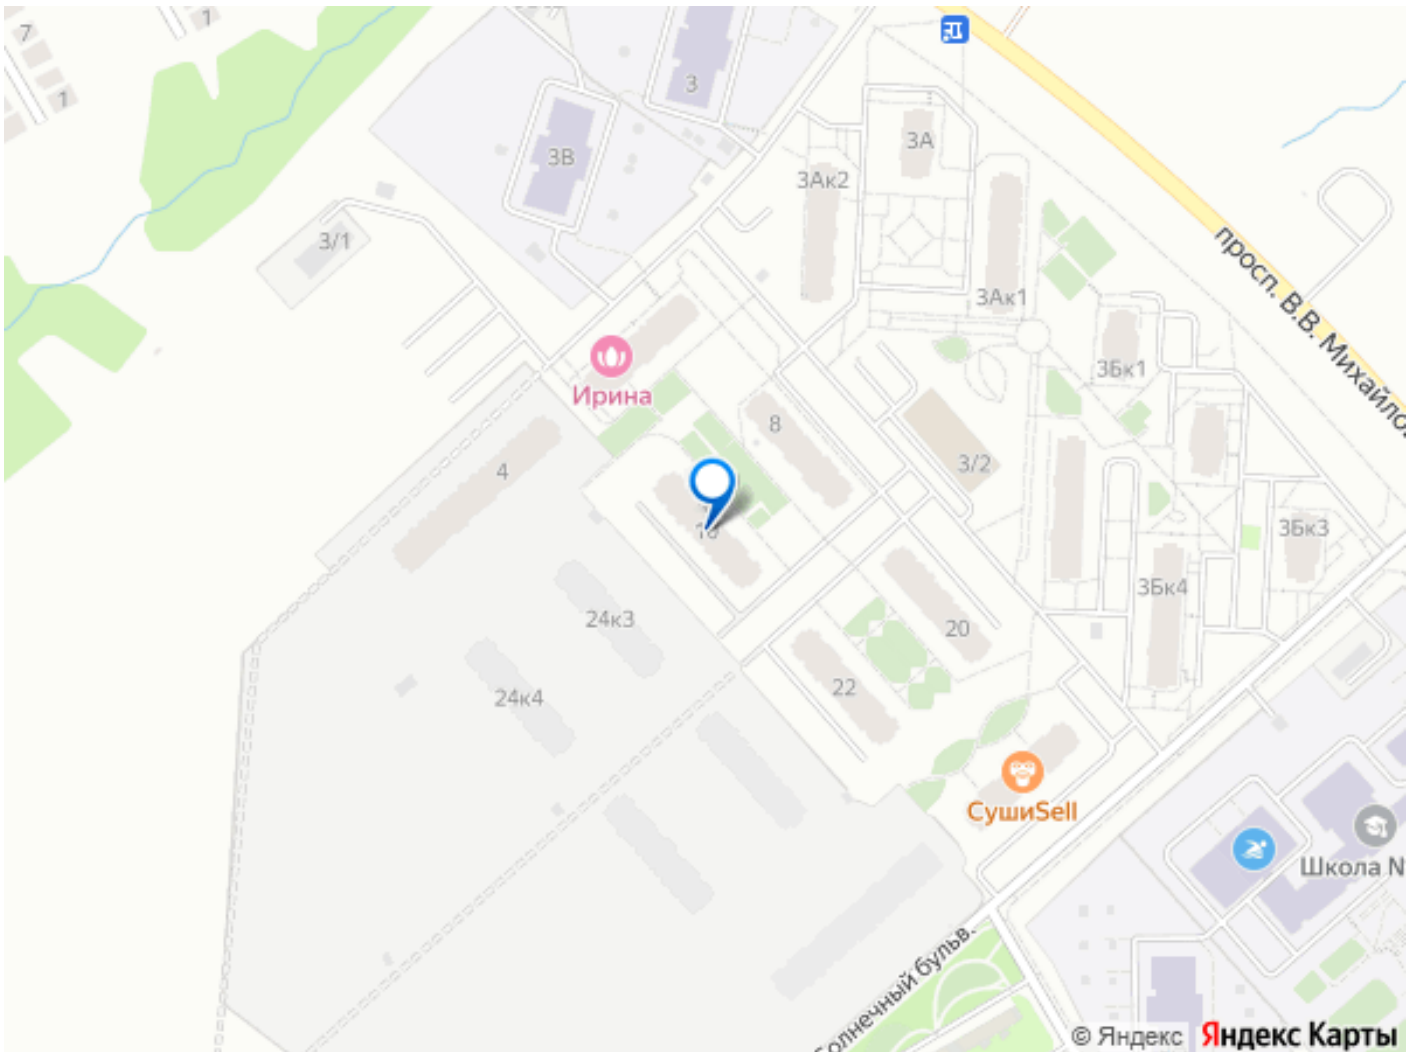 7
1
1
3
3В
3А
3Ак2
3/1
3Ак1
просп. В.В. Михайло
3Бк1
Ирина
8
4
3/2
3Бк3
3Бк4
24к3
20
22
24к4
СушиSell
Школа N
Солнечный бульв.
© Яндекс
Яндекс Карты